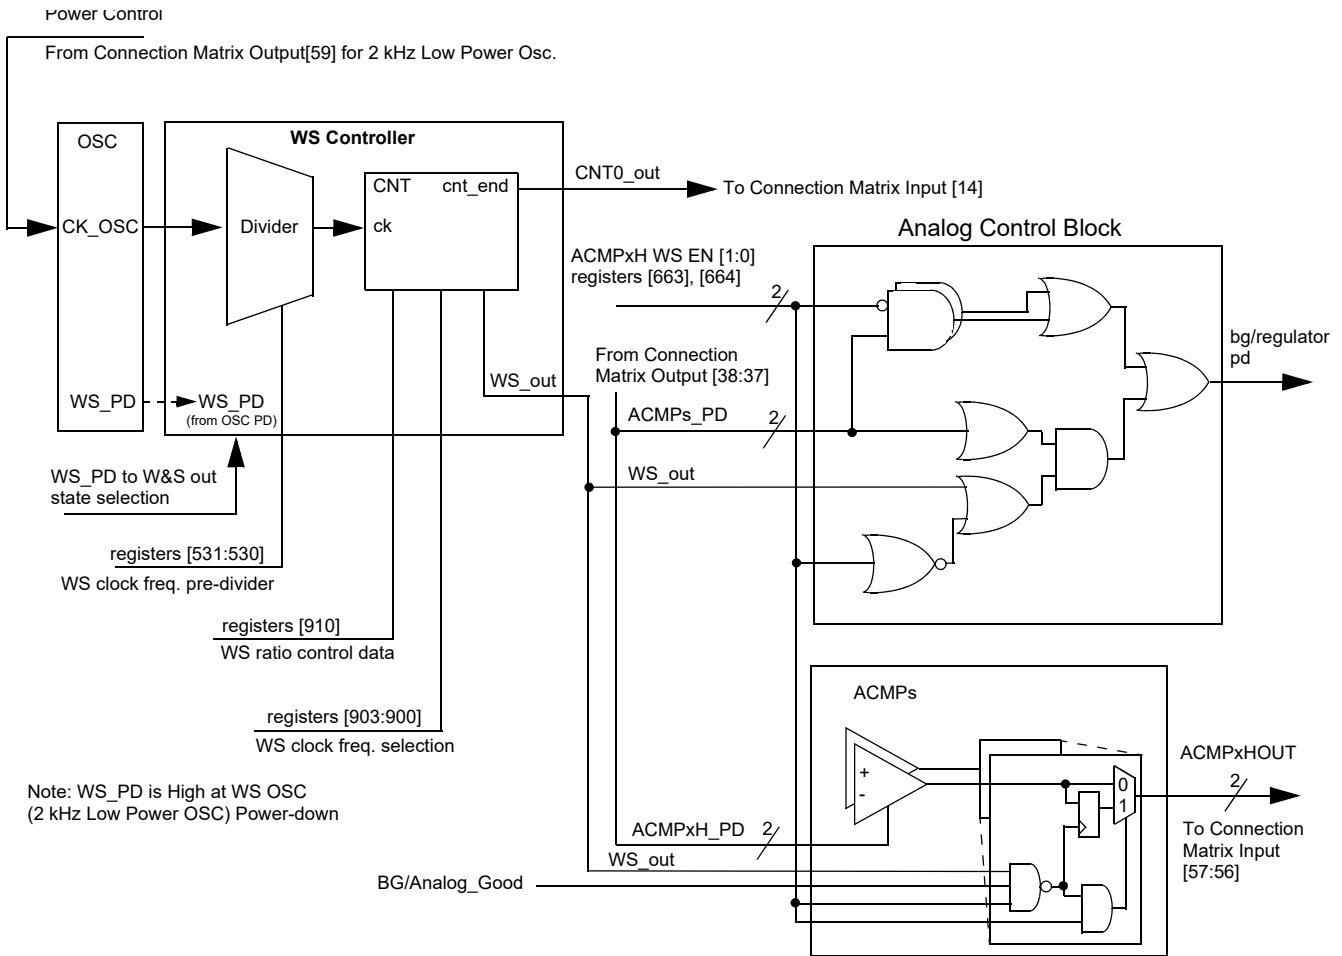 Power Control
From Connection Matrix Output[59] for 2 kHz Low Power Osc.
OSC
WS Controller
CNT cnt_end
CNT0_out
To Connection Matrix Input [14]
CK_OSC
Divider
ck
Analog Control Block
ACMPxH WS EN [1:0]
registers [663], [664]
2
bg/regulator
pd
From Connection
Matrix Output [38:37]
WS_out
WS_PD
WS_PD
(from OSC PD)
ACMPs_PD
2
WS_PD to W&S out
state selection
WS_out
registers [531:530]
WS clock freq. pre-divider
registers [910]
WS ratio control data
ACMPs
registers [903:900]
WS clock freq. selection
ACMPxHOUT
+
-
0
1
2
Note: WS_PD is High at WS OSC
(2 kHz Low Power OSC) Power-down
ACMPxH_PD
2
To Connection
Matrix Input
[57:56]
WS_out
BG/Analog_Good